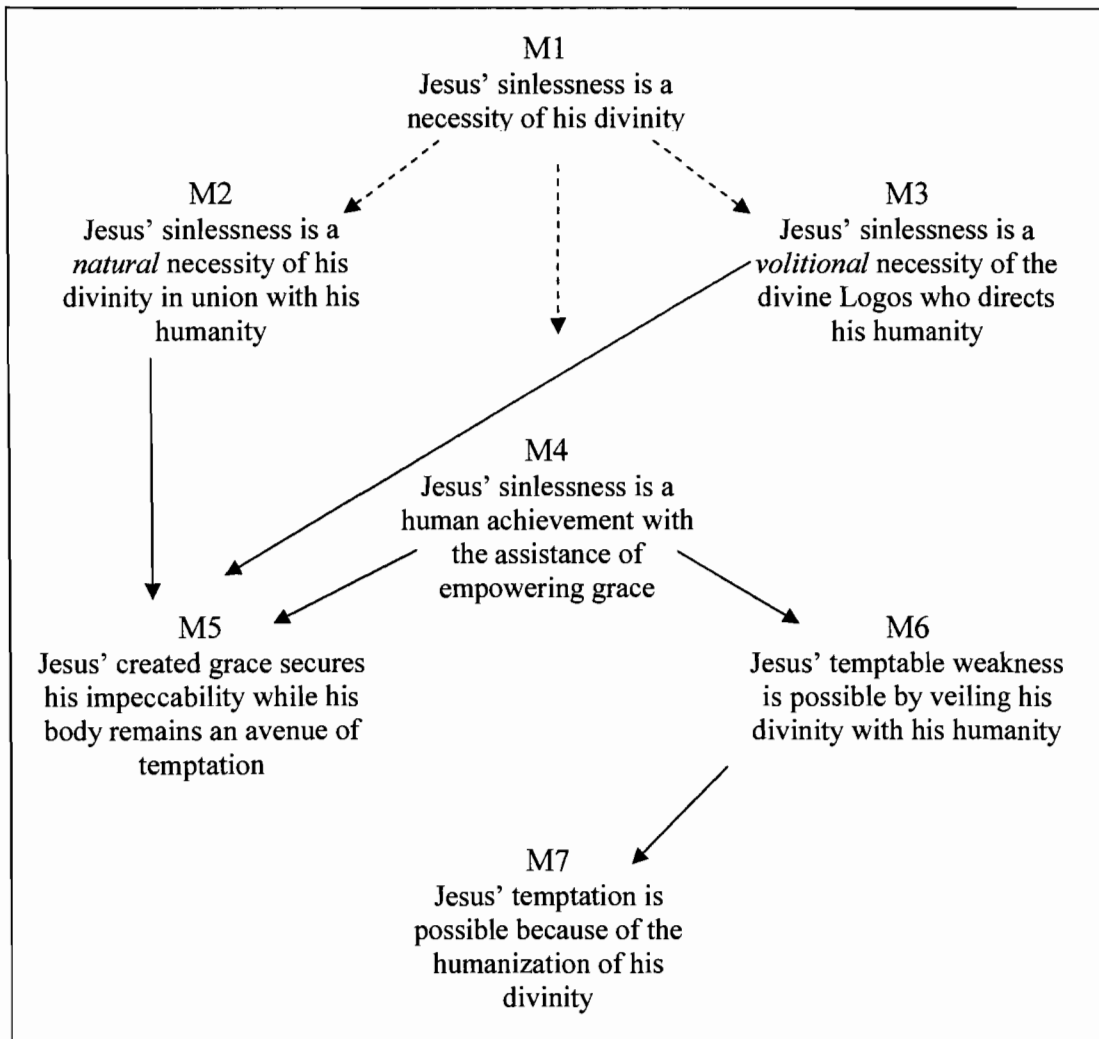 M1
Jesus’ sinlessness is a
necessity of his divinity
M2
Jesus’ sinlessness is a
natural necessity of his
divinity in union with his
humanity
M3
Jesus’ sinlessness is a
volitional necessity of the
divine Logos who directs
his humanity
M4
Jesus’ sinlessness is a
human achievement with
the assistance of
empowering grace
M5
Jesus’ created grace secures
his impeccability while his
body remains an avenue of
temptation
M6
Jesus’ temptable weakness
is possible by veiling his
divinity with his humanity
M7
Jesus’ temptation is
possible because of the
humanization of his
divinity